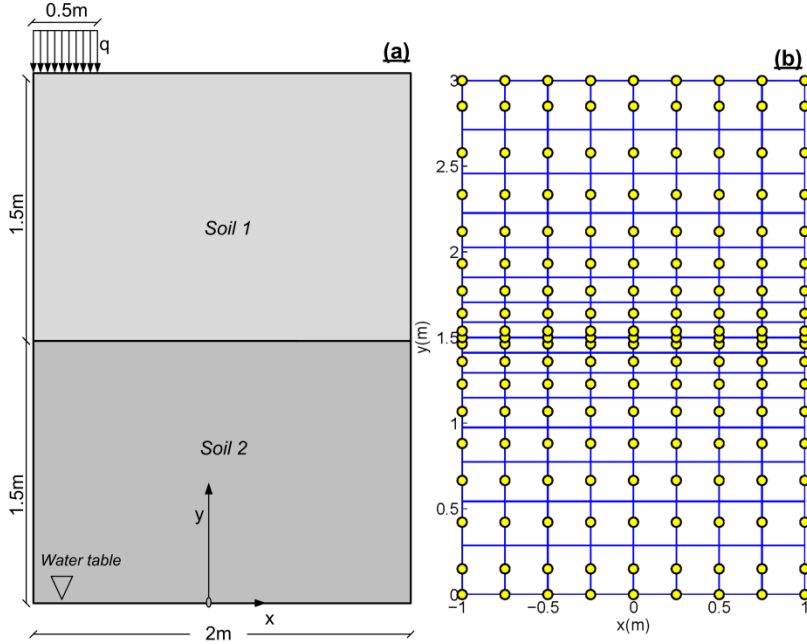 0.5m
q
(a)
1.5m
Soil 1
1.5m
Soil 2
y
Water table
x
2m
(b)
3
2.5
2
1.5
1
0.5
0
y(m)
−1
−0.5
0
0.5
1
x(m)